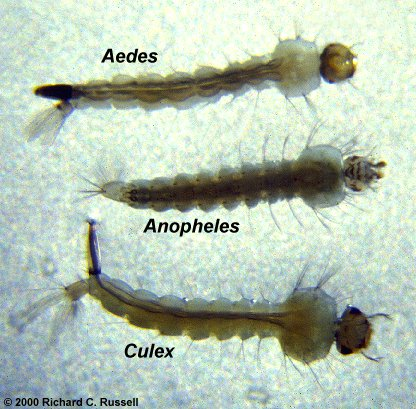 Aedes
Anopheles
Culex
© 2000 Richard C. Russell